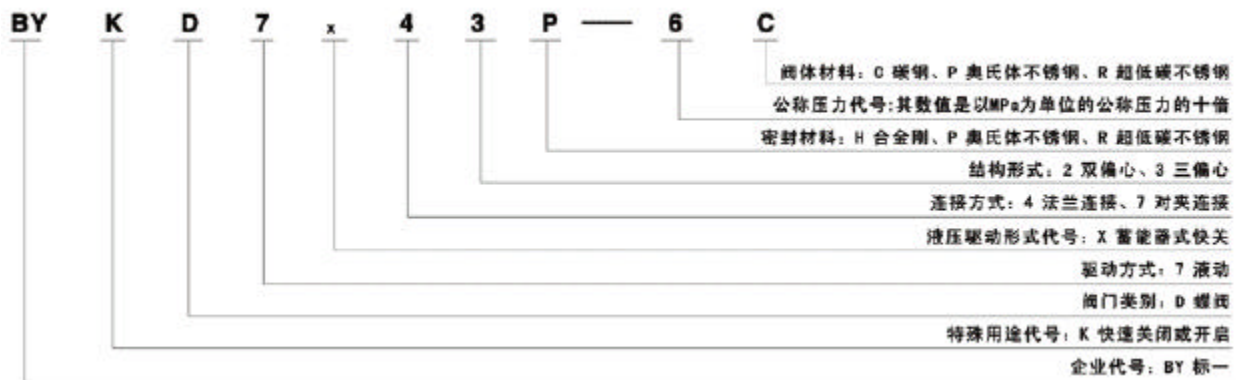 BY K D 7 x 4 3 P — 6 C
阀体材料：C 碳钢、P 奥氏体不锈钢、R 超低碳不锈钢
公称压力代号:其数值是以MPa为单位的公称压力的十倍
密封材料：H 合金刚、P 奥氏体不锈钢、R 超低碳不锈钢
结构形式：2 双偏心、3 三偏心
连接方式：4 法兰连接、7 对夹连接
液压驱动形式代号：X 蓄能器式快关
驱动方式：7 液动
阀门类别：D 蝶阀
特殊用途代号：K 快速关闭或开启
企业代号：BY 标一